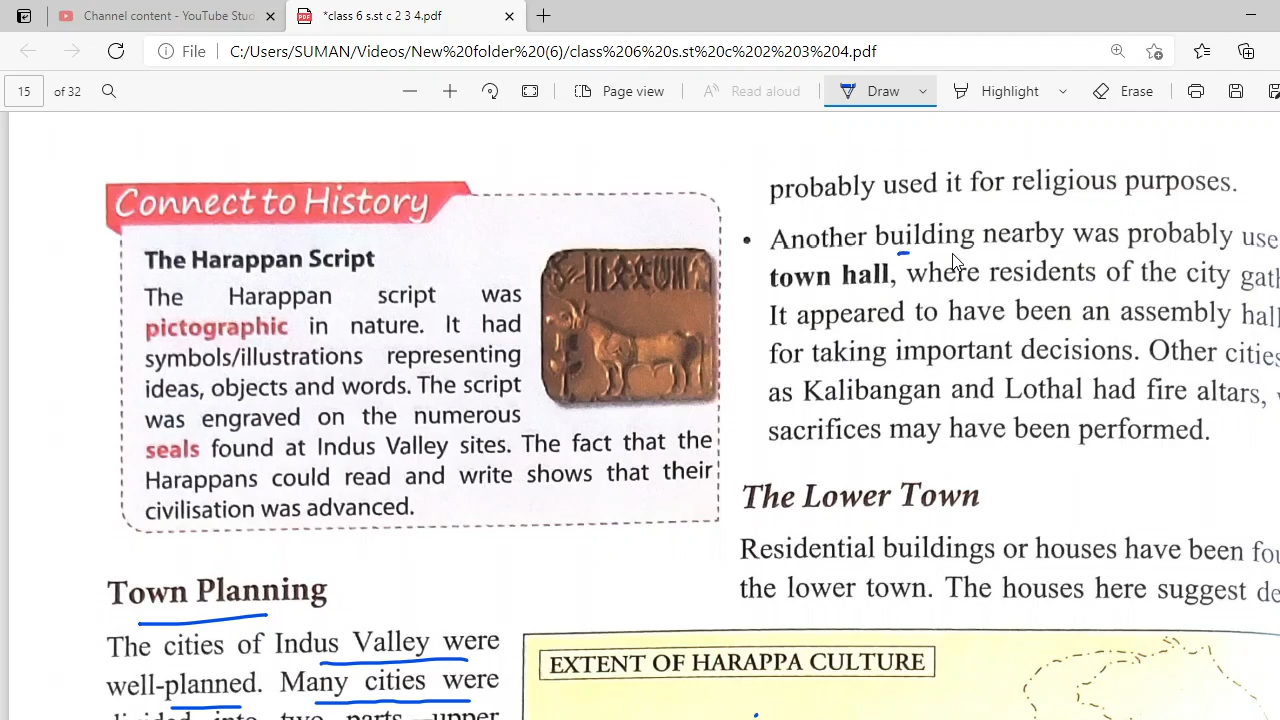 Channel content - YouTube Stud
*class 6 s.st c 2 3 4.pdf
File
C:/Users/SUMAN/Videos/New%20folder%20(6)/class%206%20s.st%20c%202%203%204.pdf
15 of 32
Page view
Read aloud
Draw
Highlight
Erase
Connect to History
The Harappan Script
The Harappan script was
pictographic in nature. It had
symbols/illustrations representing
ideas, objects and words. The script
was engraved on the numerous
seals found at Indus Valley sites. The fact that the
Harappans could read and write shows that their
civilisation was advanced.
Town Planning
The cities of Indus Valley were
well-planned. Many cities were
divided into two parts—upper
probably used it for religious purposes.
• Another building nearby was probably use
town hall, where residents of the city gath
It appeared to have been an assembly hall
for taking important decisions. Other cities
as Kalibangan and Lothal had fire altars,
sacrifices may have been performed.
The Lower Town
Residential buildings or houses have been fou
the lower town. The houses here suggest de
EXTENT OF HARAPPA CULTURE